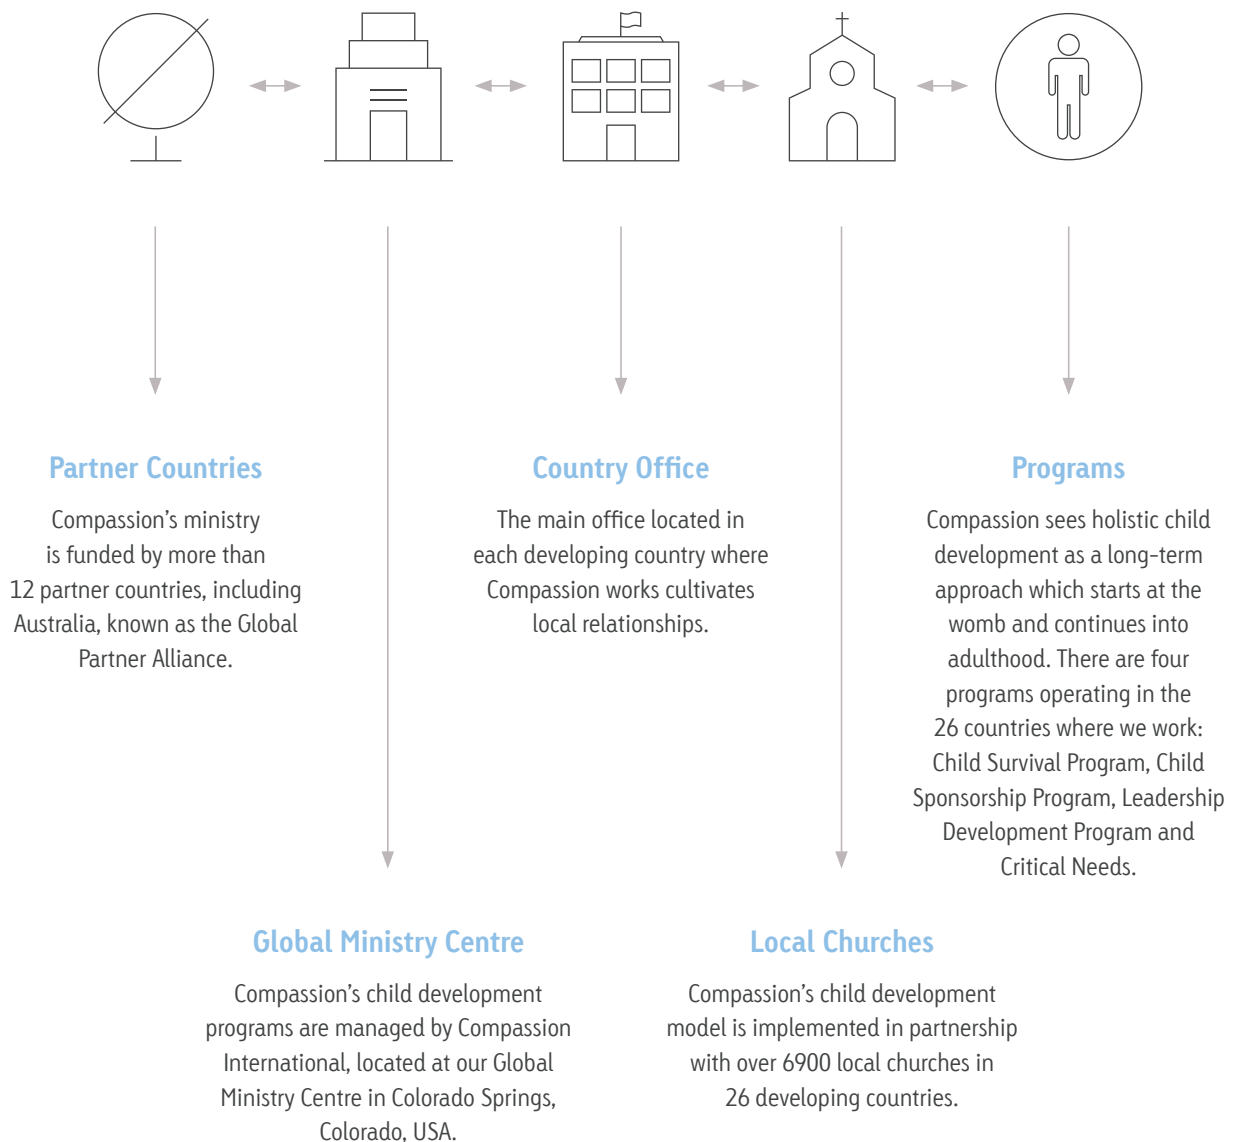 Partner Countries
Compassion’s ministry
is funded by more than
12 partner countries, including
Australia, known as the Global
Partner Alliance.
Country Office
The main office located in
each developing country where
Compassion works cultivates
local relationships.
Programs
Compassion sees holistic child
development as a long-term
approach which starts at the
womb and continues into
adulthood. There are four
programs operating in the
26 countries where we work:
Child Survival Program, Child
Sponsorship Program, Leadership
Development Program and
Critical Needs.
Global Ministry Centre
Compassion’s child development
programs are managed by Compassion
International, located at our Global
Ministry Centre in Colorado Springs,
Colorado, USA.
Local Churches
Compassion’s child development
model is implemented in partnership
with over 6900 local churches in
26 developing countries.